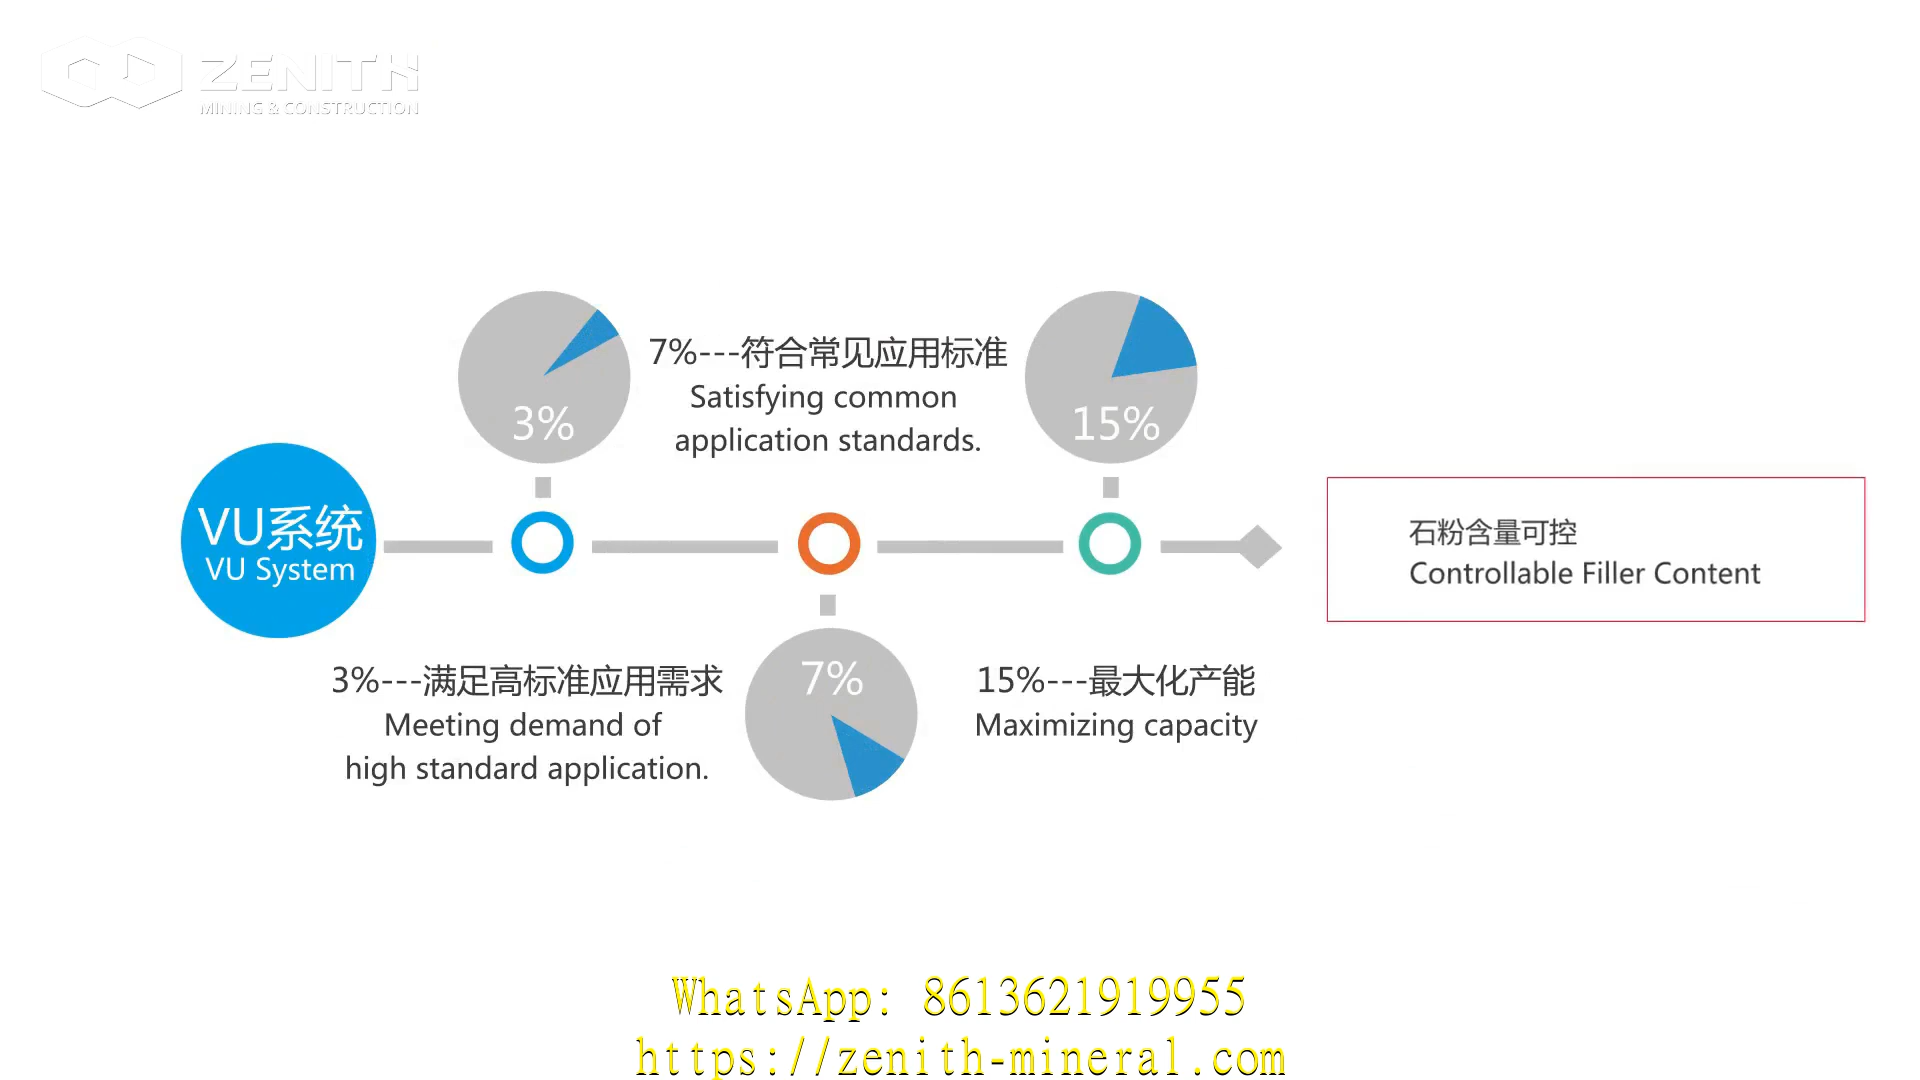 ZENITH
MINING & CONSTRUCTION
3%
7%---符合常见应用标准
Satisfying common
application standards.
15%
VU系统
VU System
石粉含量可控
Controllable Filler Content
3%---满足高标准应用需求
Meeting demand of
high standard application.
7%
15%---最大化产能
Maximizing capacity
WhatsApp: 8613621919955
https://zenith-mineral.com